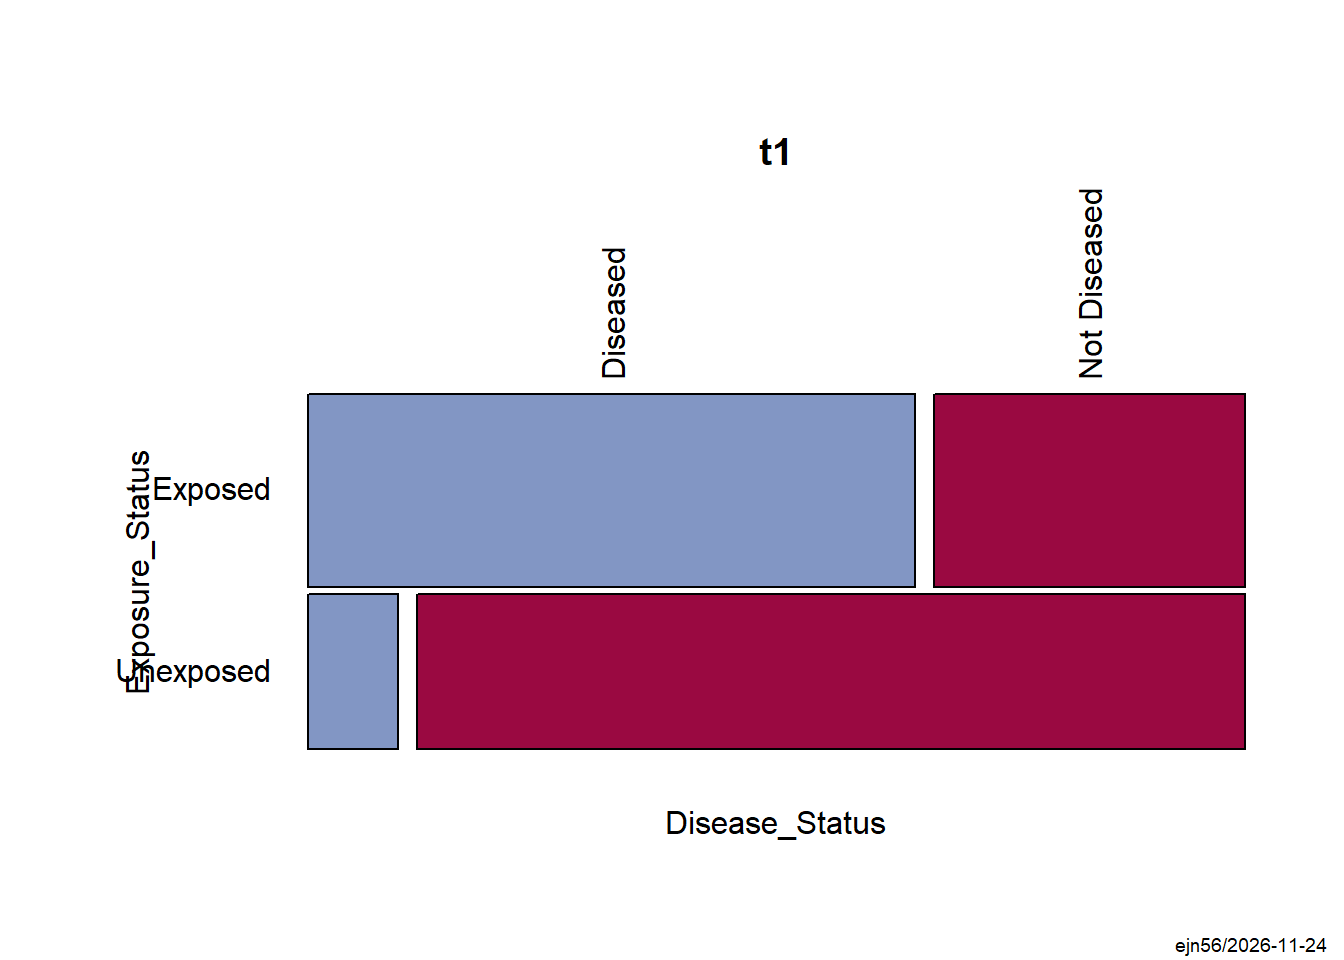 t1
Diseased
Not Diseased
Exposure_Status
Exposed
Unexposed
Disease_Status
ejn56/2026-11-24